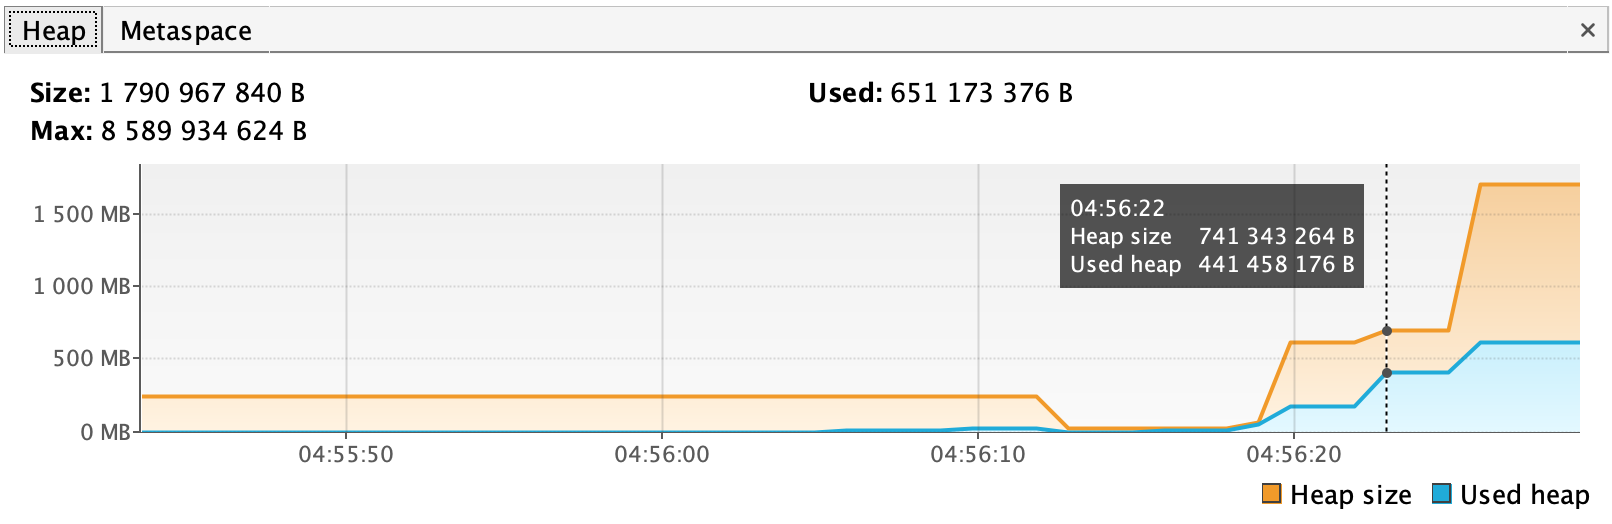 Heap Metaspace ×
Size: 1 790 967 840 B Used: 651 173 376 B
Max: 8 589 934 624 B
1 500 MB
1 000 MB
500 MB
0 MB
04:56:22
Heap size 741 343 264 B
Used heap 441 458 176 B
04:55:50 04:56:00 04:56:10 04:56:20
Heap size Used heap